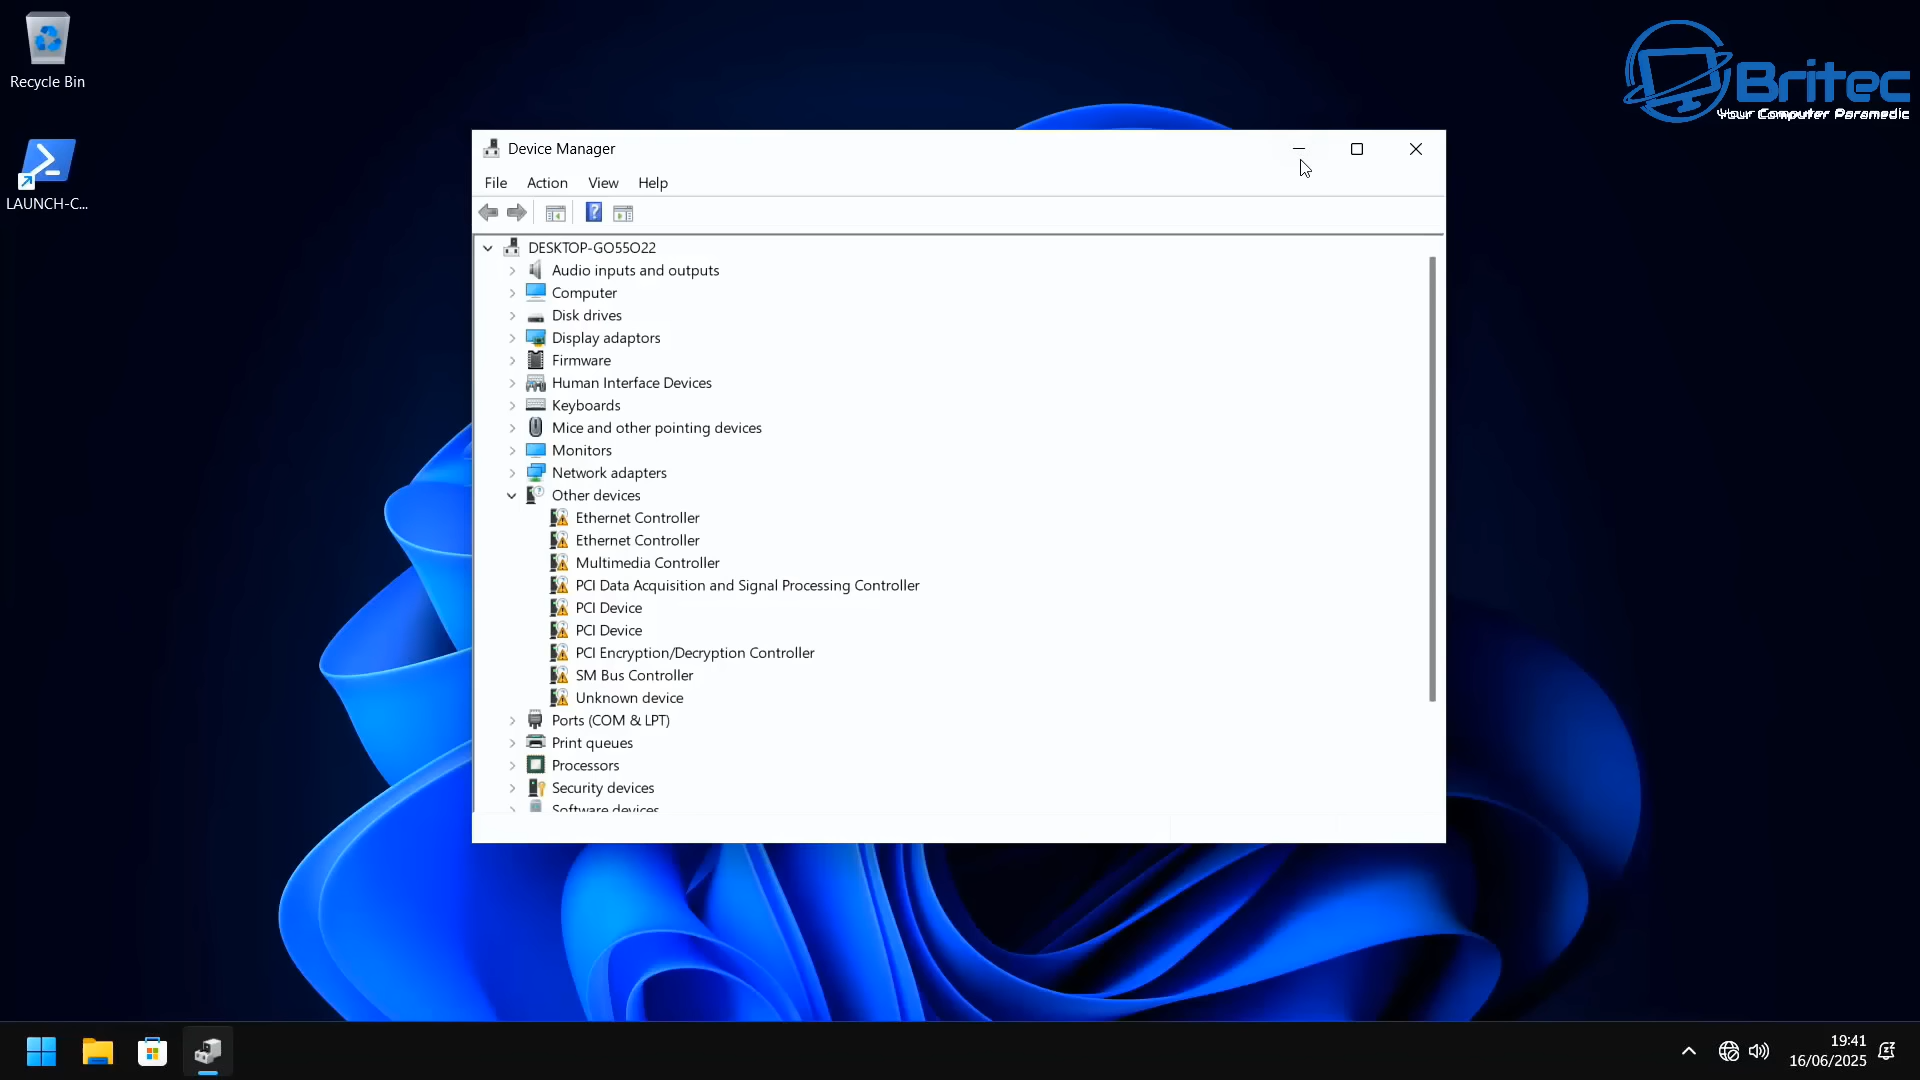 Recycle Bin
LAUNCH-C...
Britec
Your Computer Paramedic
Device Manager
File Action View Help
DESKTOP-GO55O22
Audio inputs and outputs
Computer
Disk drives
Display adaptors
Firmware
Human Interface Devices
Keyboards
Mice and other pointing devices
Monitors
Network adapters
Other devices
Ethernet Controller
Ethernet Controller
Multimedia Controller
PCI Data Acquisition and Signal Processing Controller
PCI Device
PCI Device
PCI Encryption/Decryption Controller
SM Bus Controller
Unknown device
Ports (COM & LPT)
Print queues
Processors
Security devices
Software devices
19:41
16/06/2025